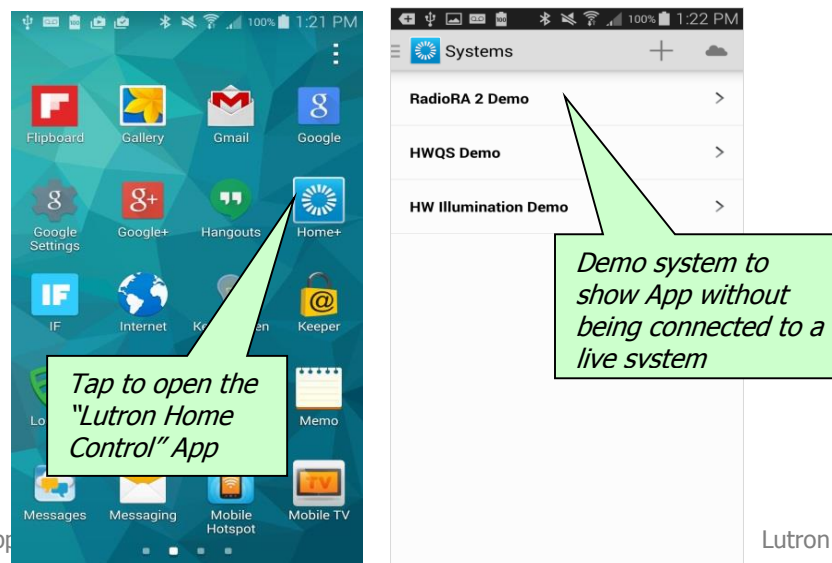 100% 1:21 PM
Flipboard Gallery Gmail Google
Google Settings Google+ Hangouts Home+
IF Internet Keeper
Memo
Messages Messaging Mobile Hotspot Mobile TV
Tap to open the
“Lutron Home
Control” App
100% 1:22 PM
Systems
RadioRA 2 Demo
HWQS Demo
HW Illumination Demo
Demo system to
show App without
being connected to a
live system
Lutron